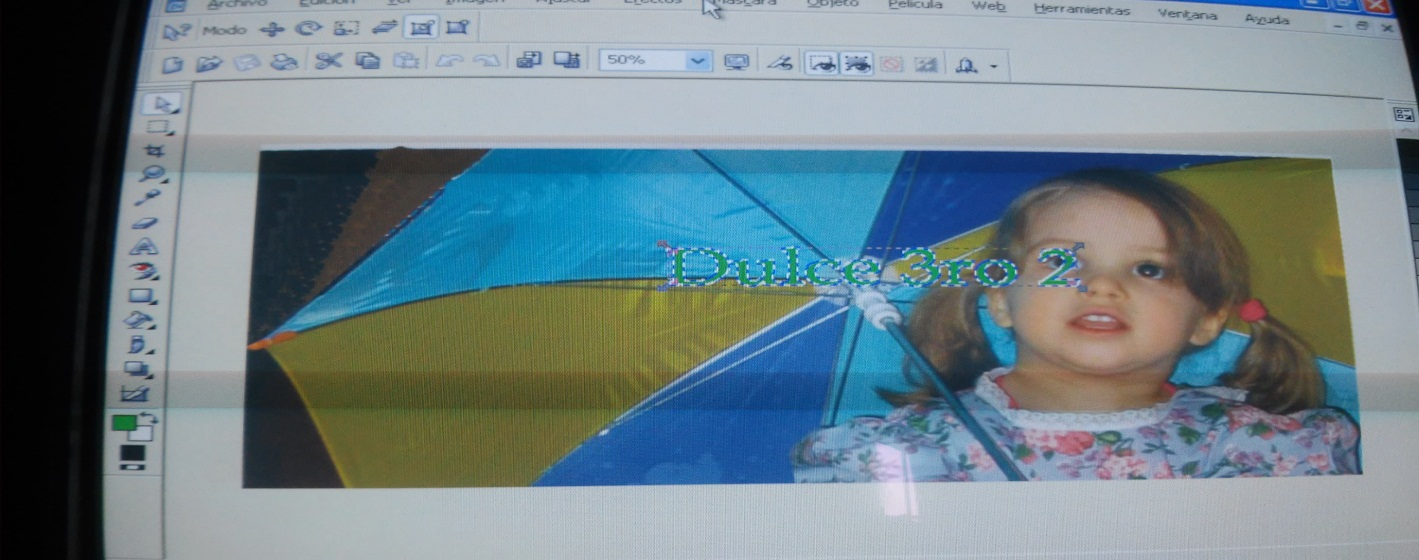 Archivo Edición Ver Imagen Ajustar Efectos Máscara Objeto Película Web Herramientas Ventana Ayuda
Modo
50%
Dulce 3ro 2